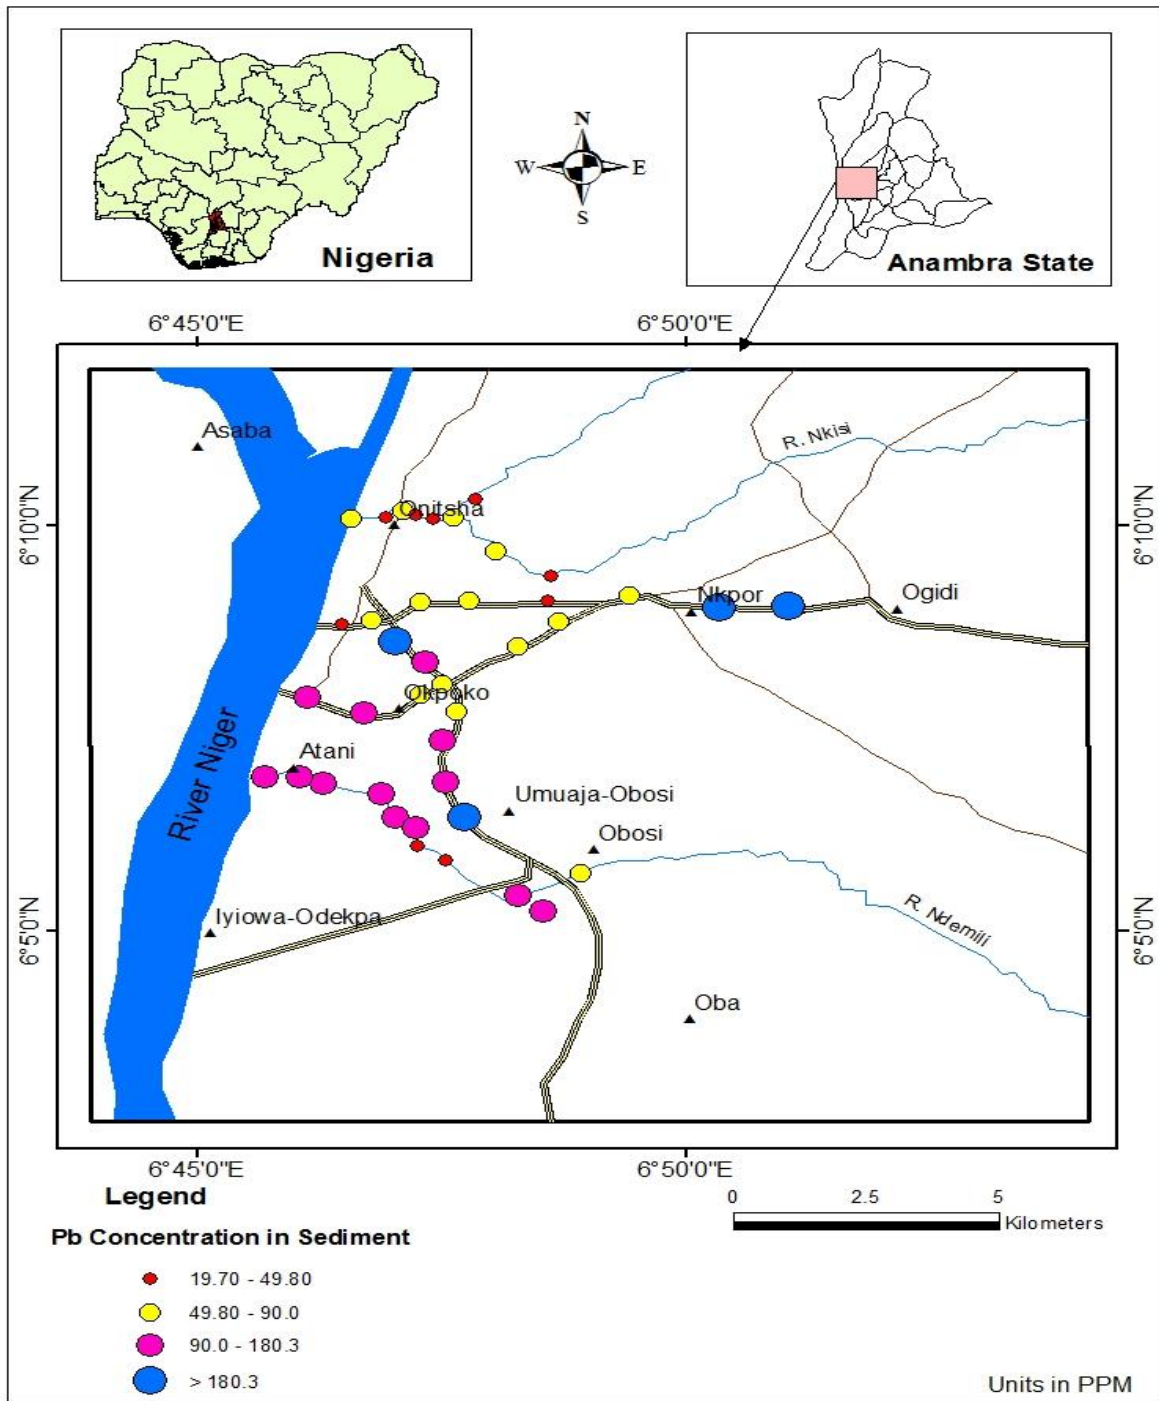 N
W E
S
Nigeria
Anambra State
6°45'0"E 6°50'0"E
Asaba
R. Nkisi
Onitsha
6°10'0"N 6°10'0"N
Nkpor
Ogidi
Okpoko
River Niger
Atani
Umuaja-Obosi
Obosi
Iyiowa-Odekpa
R. Ndemili
6°5'0"N 6°5'0"N
Oba
6°45'0"E 6°50'0"E
Legend
0 2.5 5
Kilometers
Pb Concentration in Sediment
19.70 - 49.80
49.80 - 90.0
90.0 - 180.3
> 180.3
Units in PPM